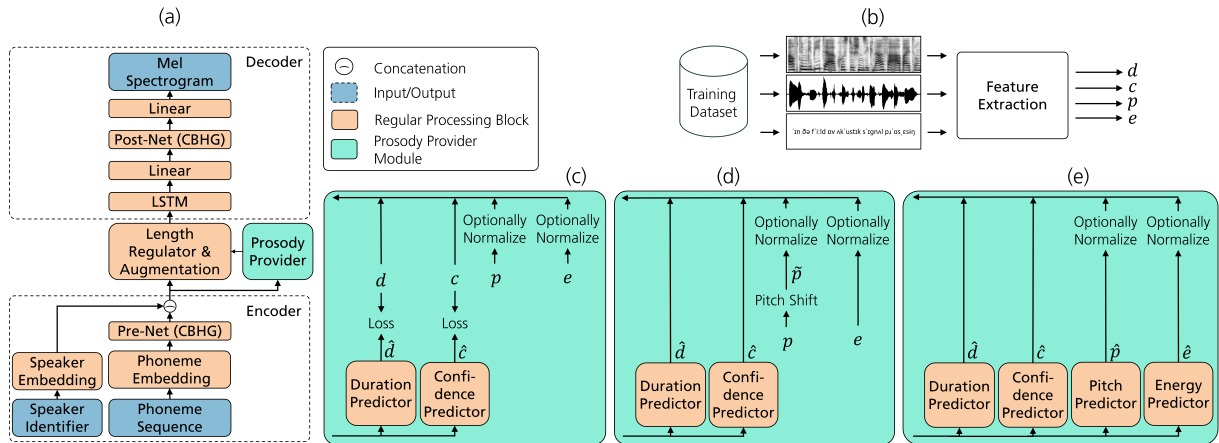 (a)
Mel
Spectrogram
Decoder
Linear
Post-Net (CBHG)
Linear
LSTM
Length
Regulator &
Augmentation
Prosody
Provider
Encoder
Pre-Net (CBHG)
Speaker
Embedding
Phoneme
Embedding
Speaker
Identifier
Phoneme
Sequence
Concatenation
Input/Output
Regular Processing Block
Prosody Provider
Module
(b)
Training
Dataset
Feature
Extraction
d
c
p
e
(c)
Optionally
Normalize
Optionally
Normalize
d
c
p
e
Loss
Loss
d̂
ĉ
Duration
Predictor
Confi-
dence
Predictor
(d)
Optionally
Normalize
Optionally
Normalize
p̃
Pitch Shift
d̂
ĉ
p
e
Duration
Predictor
Confi-
dence
Predictor
(e)
Optionally
Normalize
Optionally
Normalize
d̂
ĉ
p̂
ê
Duration
Predictor
Confi-
dence
Predictor
Pitch
Predictor
Energy
Predictor